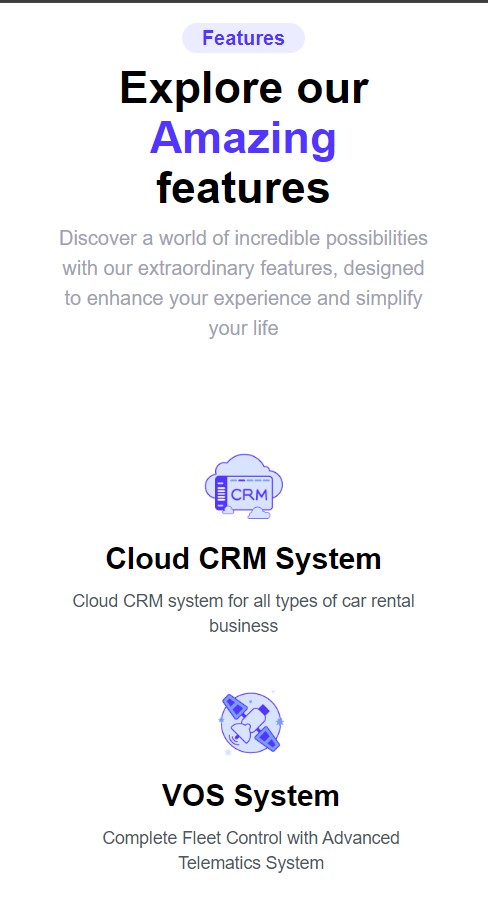 Features
Explore our
Amazing
features
Discover a world of incredible possibilities
with our extraordinary features, designed
to enhance your experience and simplify
your life
CRM
Cloud CRM System
Cloud CRM system for all types of car rental
business
VOS System
Complete Fleet Control with Advanced
Telematics System